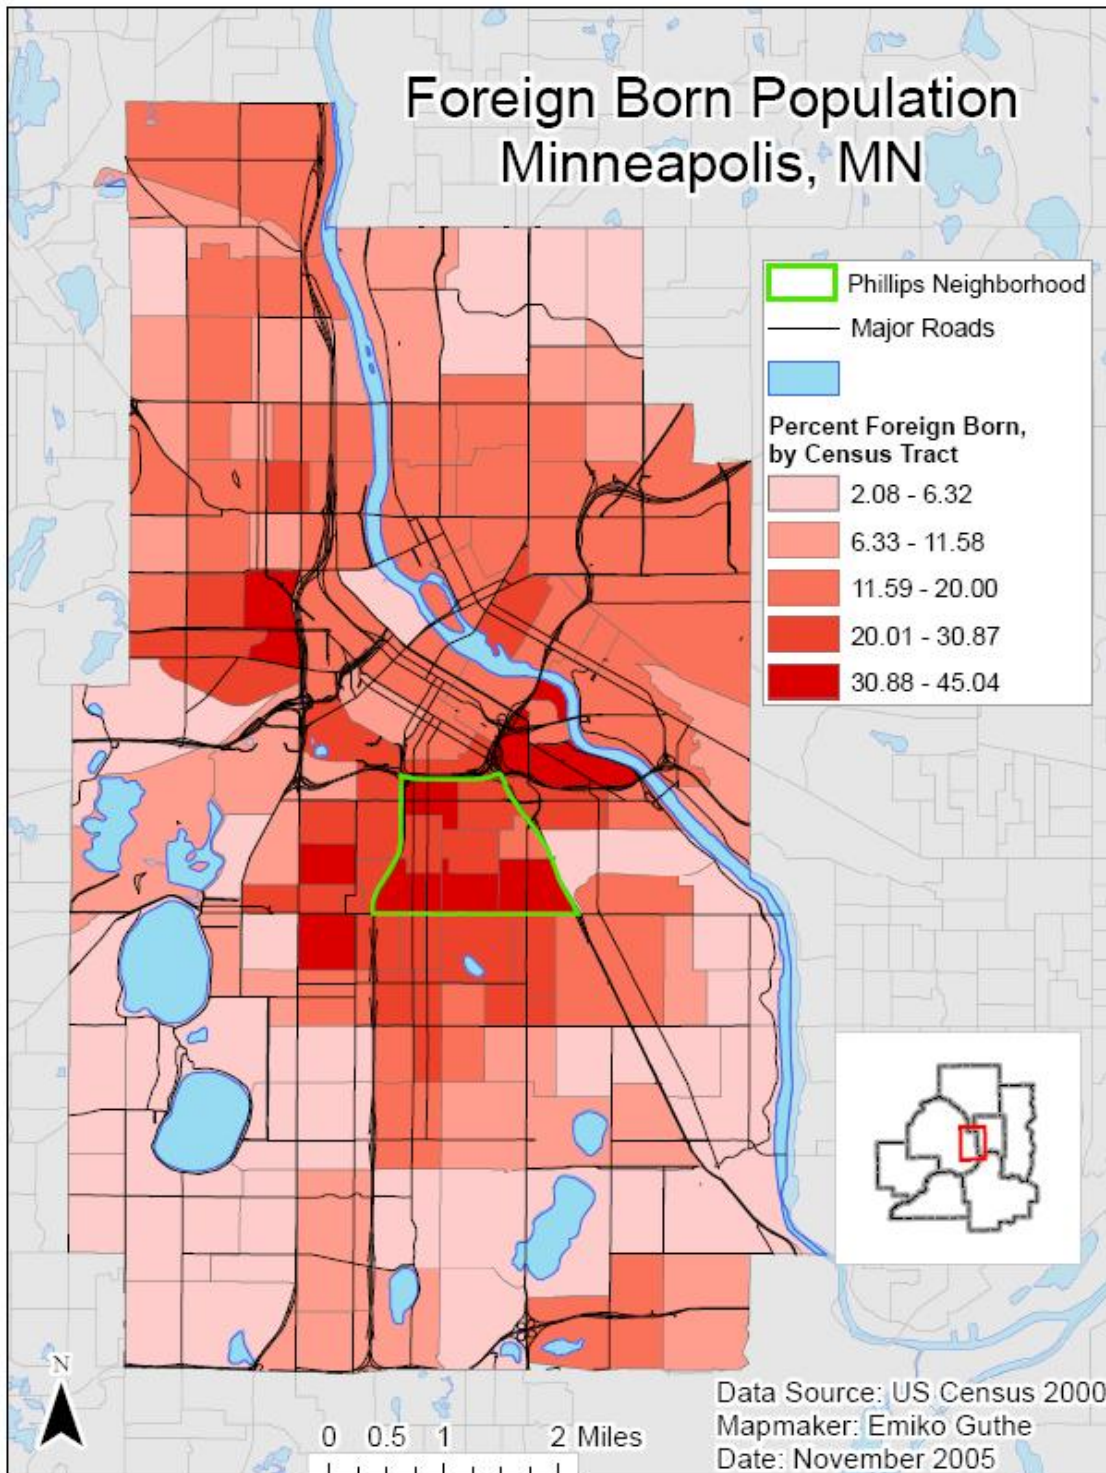 Foreign Born Population
Minneapolis, MN
Phillips Neighborhood
Major Roads
Percent Foreign Born,
by Census Tract
2.08 - 6.32
6.33 - 11.58
11.59 - 20.00
20.01 - 30.87
30.88 - 45.04
N
0 0.5 1 2 Miles
Data Source: US Census 2000
Mapmaker: Emiko Guthe
Date: November 2005